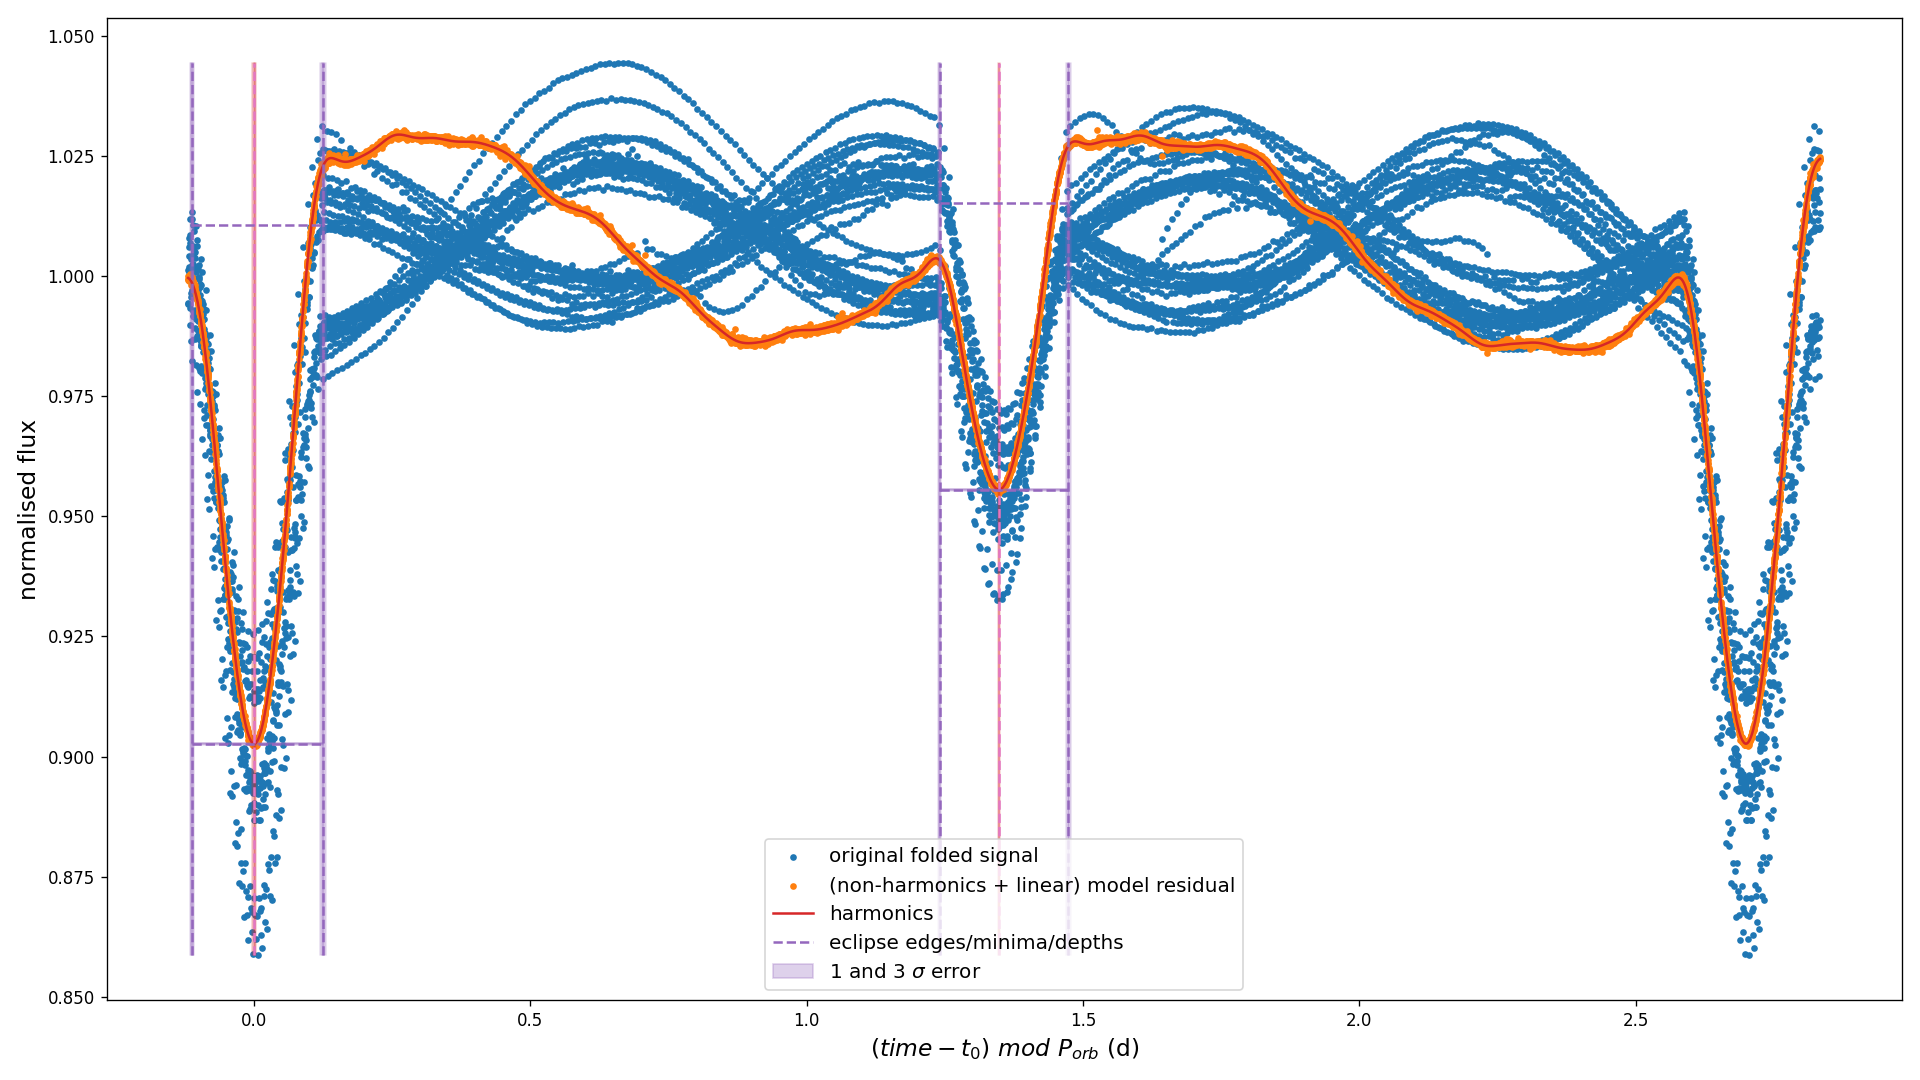 normalised flux
1.050
1.025
1.000
0.975
0.950
0.925
0.900
0.875
0.850
original folded signal
(non-harmonics + linear) model residual
harmonics
eclipse edges/minima/depths
1 and 3 σ error
0.0 0.5 1.0 1.5 2.0 2.5
(time − t₀) mod Pₒᵣb (d)